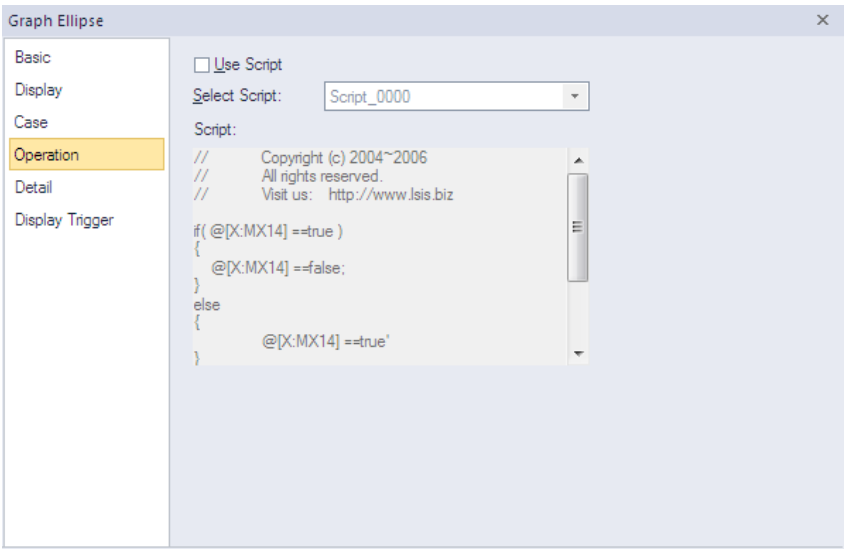 Graph Ellipse
Basic
Display
Case
Operation
Detail
Display Trigger
Use Script
Select Script: Script_0000
Script:
// Copyright (c) 2004~2006
// All rights reserved.
// Visit us: http://www.lsis.biz
if( @[X:MX14] ==true )
{
@[X:MX14] ==false;
}
else
{
@[X:MX14] ==true'
}